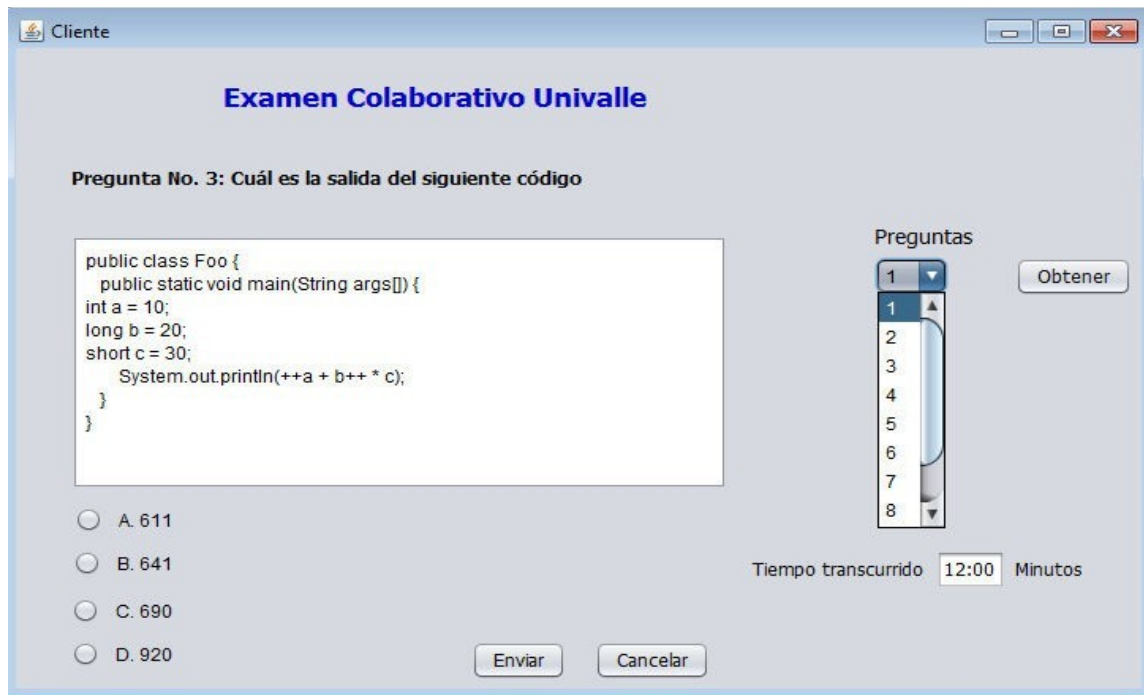 Cliente
Examen Colaborativo Univalle
Pregunta No. 3: Cuál es la salida del siguiente código
public class Foo {
public static void main(String args[]) {
int a = 10;
long b = 20;
short c = 30;
System.out.println(++a + b++ * c);
}
}
A. 611
B. 641
C. 690
D. 920
Preguntas
1
Obtener
1
2
3
4
5
6
7
8
Tiempo transcurrido 12:00 Minutos
Enviar Cancelar